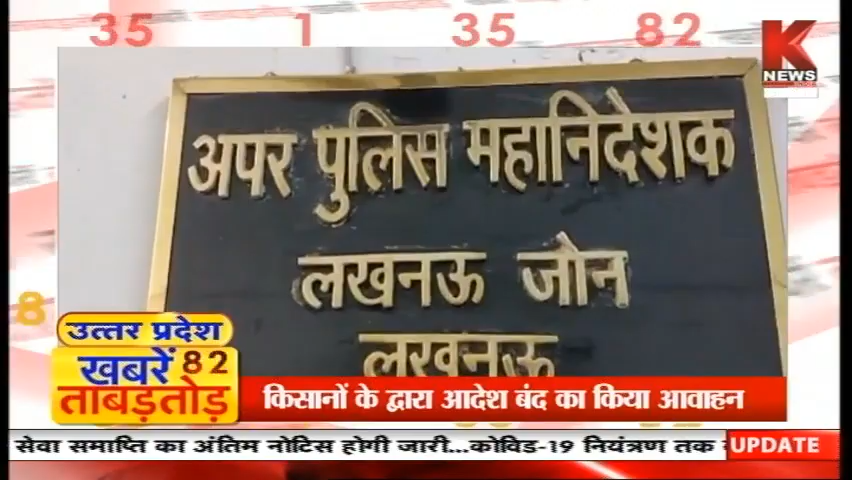 35 1 35 82
K
NEWS
अपर पुलिस महानिदेशक
लखनऊ जोन
लखनऊ
8
उत्तर प्रदेश
खबरें 82
ताबड़तोड़
किसानों के द्वारा आदेश बंद का किया आवाहन
सेवा समाप्ति का अंतिम नोटिस होगी जारी...कोविड-19 नियंत्रण तक
UPDATE